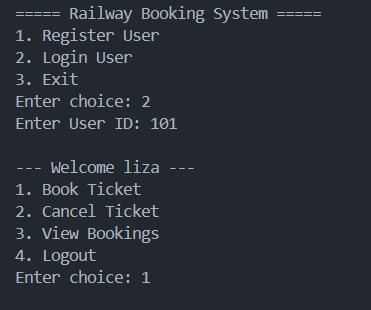 ===== Railway Booking System =====
1. Register User
2. Login User
3. Exit
Enter choice: 2
Enter User ID: 101
--- Welcome liza ---
1. Book Ticket
2. Cancel Ticket
3. View Bookings
4. Logout
Enter choice: 1